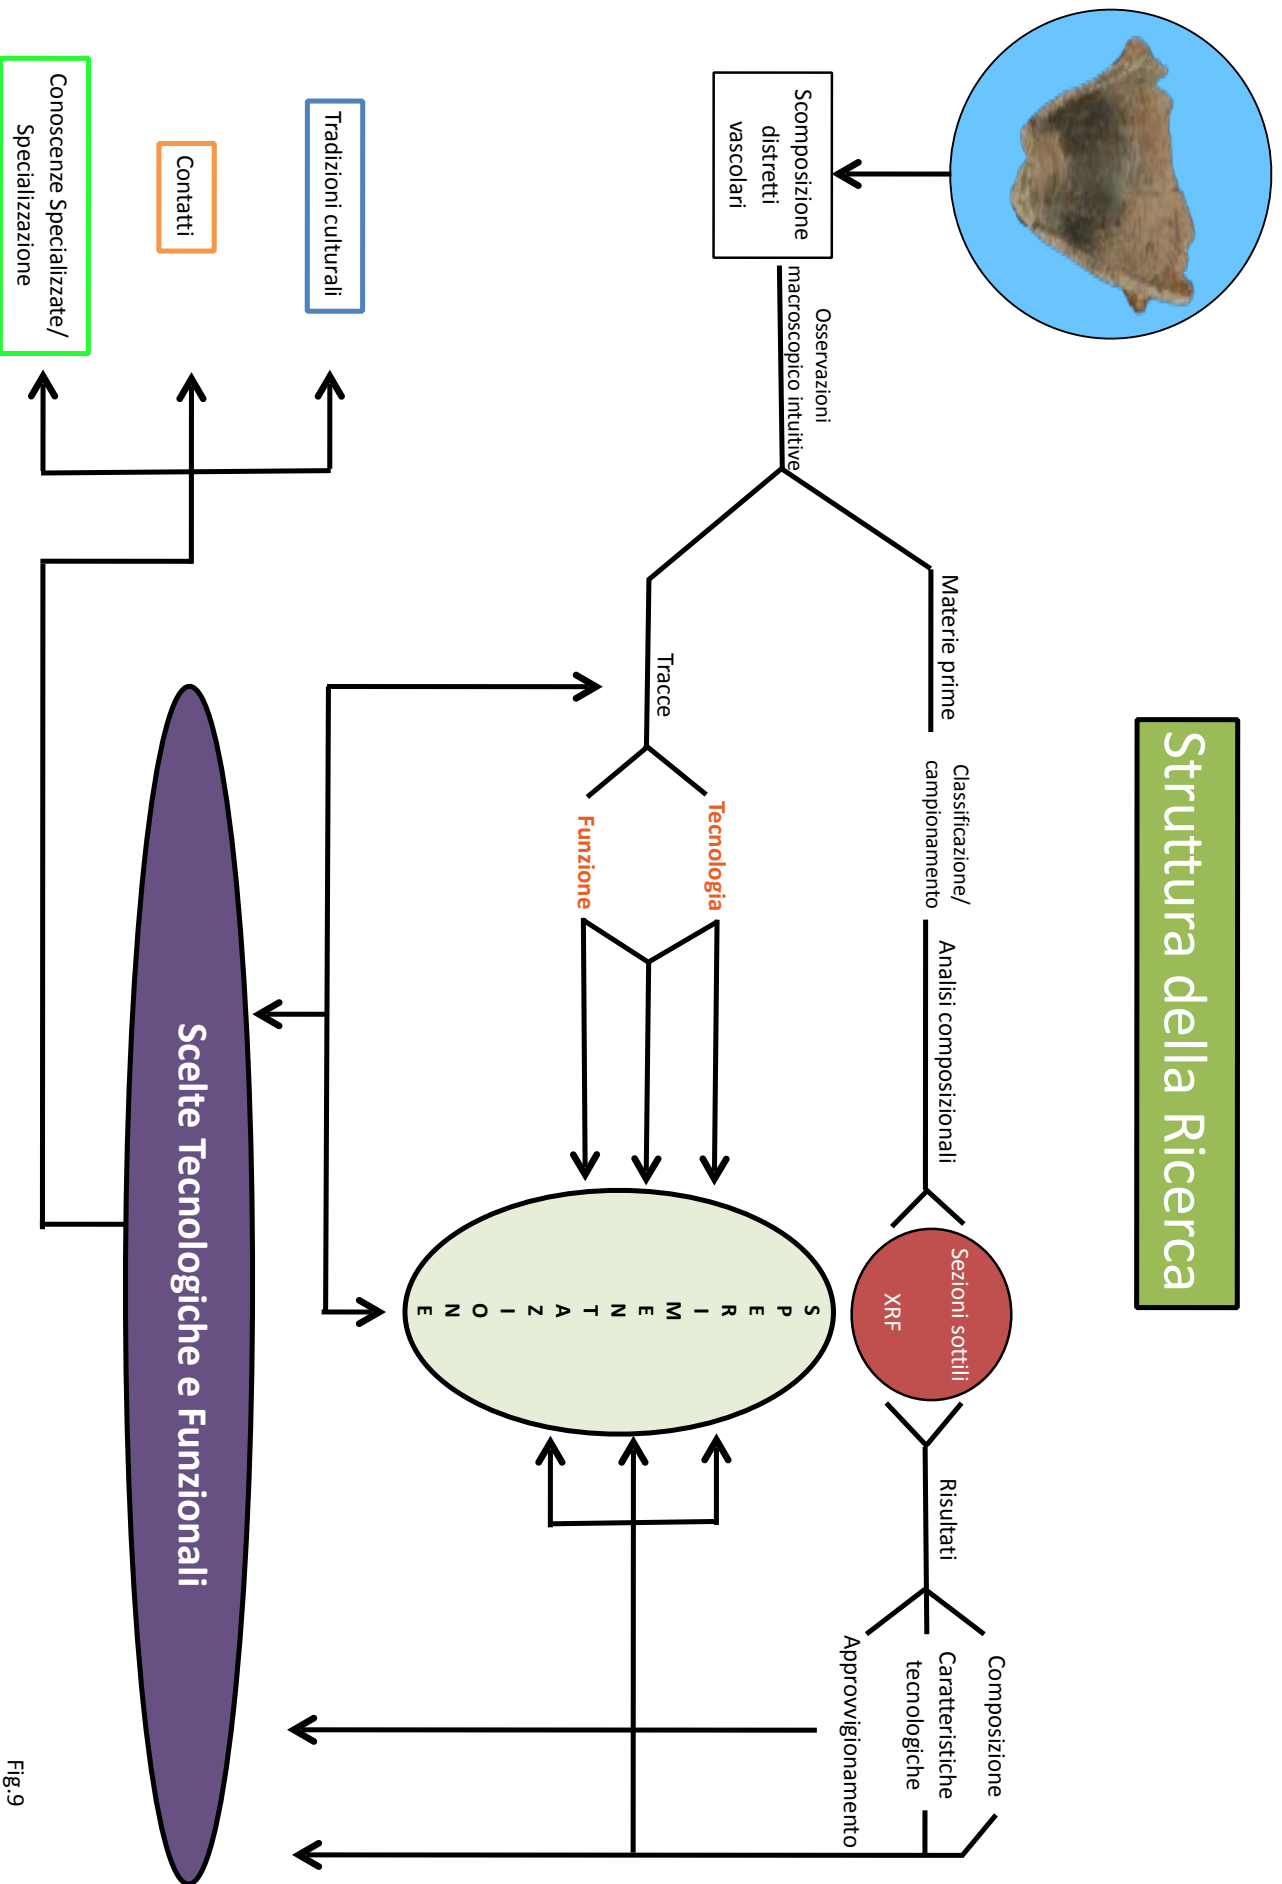 Struttura della Ricerca
Scomposizione
distretti
vascolari
Osservazioni
macroscopico intuitive
Materie prime
Classificazione/
campionamento
Analisi composizionali
Sezioni sottili
XRF
Risultati
Composizione
Caratteristiche
tecnologiche
Approvvigionamento
Tracce
Tecnologia
Funzione
SPERIMENTAZIONE
Tradizioni culturali
Contatti
Conoscenze Specializzate/
Specializzazione
Scelte Tecnologiche e Funzionali
Fig.9